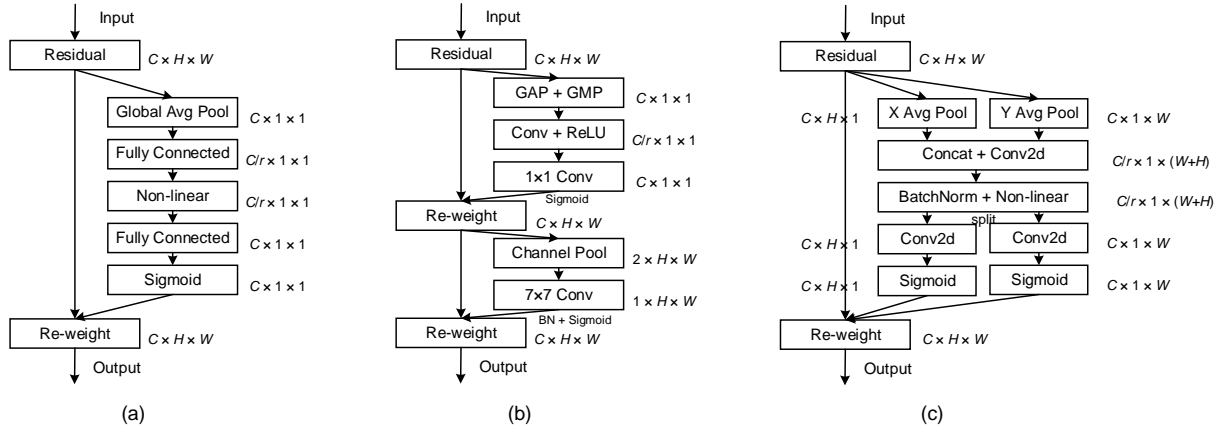 Input
Residual
C × H × W
Global Avg Pool
C × 1 × 1
Fully Connected
C/r × 1 × 1
Non-linear
C/r × 1 × 1
Fully Connected
C × 1 × 1
Sigmoid
C × 1 × 1
Re-weight
C × H × W
Output
(a)
Input
Residual
C × H × W
GAP + GMP
C × 1 × 1
Conv + ReLU
C/r × 1 × 1
1×1 Conv
C × 1 × 1
Sigmoid
Re-weight
C × H × W
Channel Pool
2 × H × W
7×7 Conv
1 × H × W
BN + Sigmoid
Re-weight
C × H × W
Output
(b)
Input
Residual
C × H × W
C × H × 1
X Avg Pool
Y Avg Pool
C × 1 × W
Concat + Conv2d
C/r × 1 × (W+H)
BatchNorm + Non-linear
C/r × 1 × (W+H)
split
C × H × 1
Conv2d
Conv2d
C × 1 × W
C × H × 1
Sigmoid
Sigmoid
C × 1 × W
Re-weight
C × H × W
Output
(c)